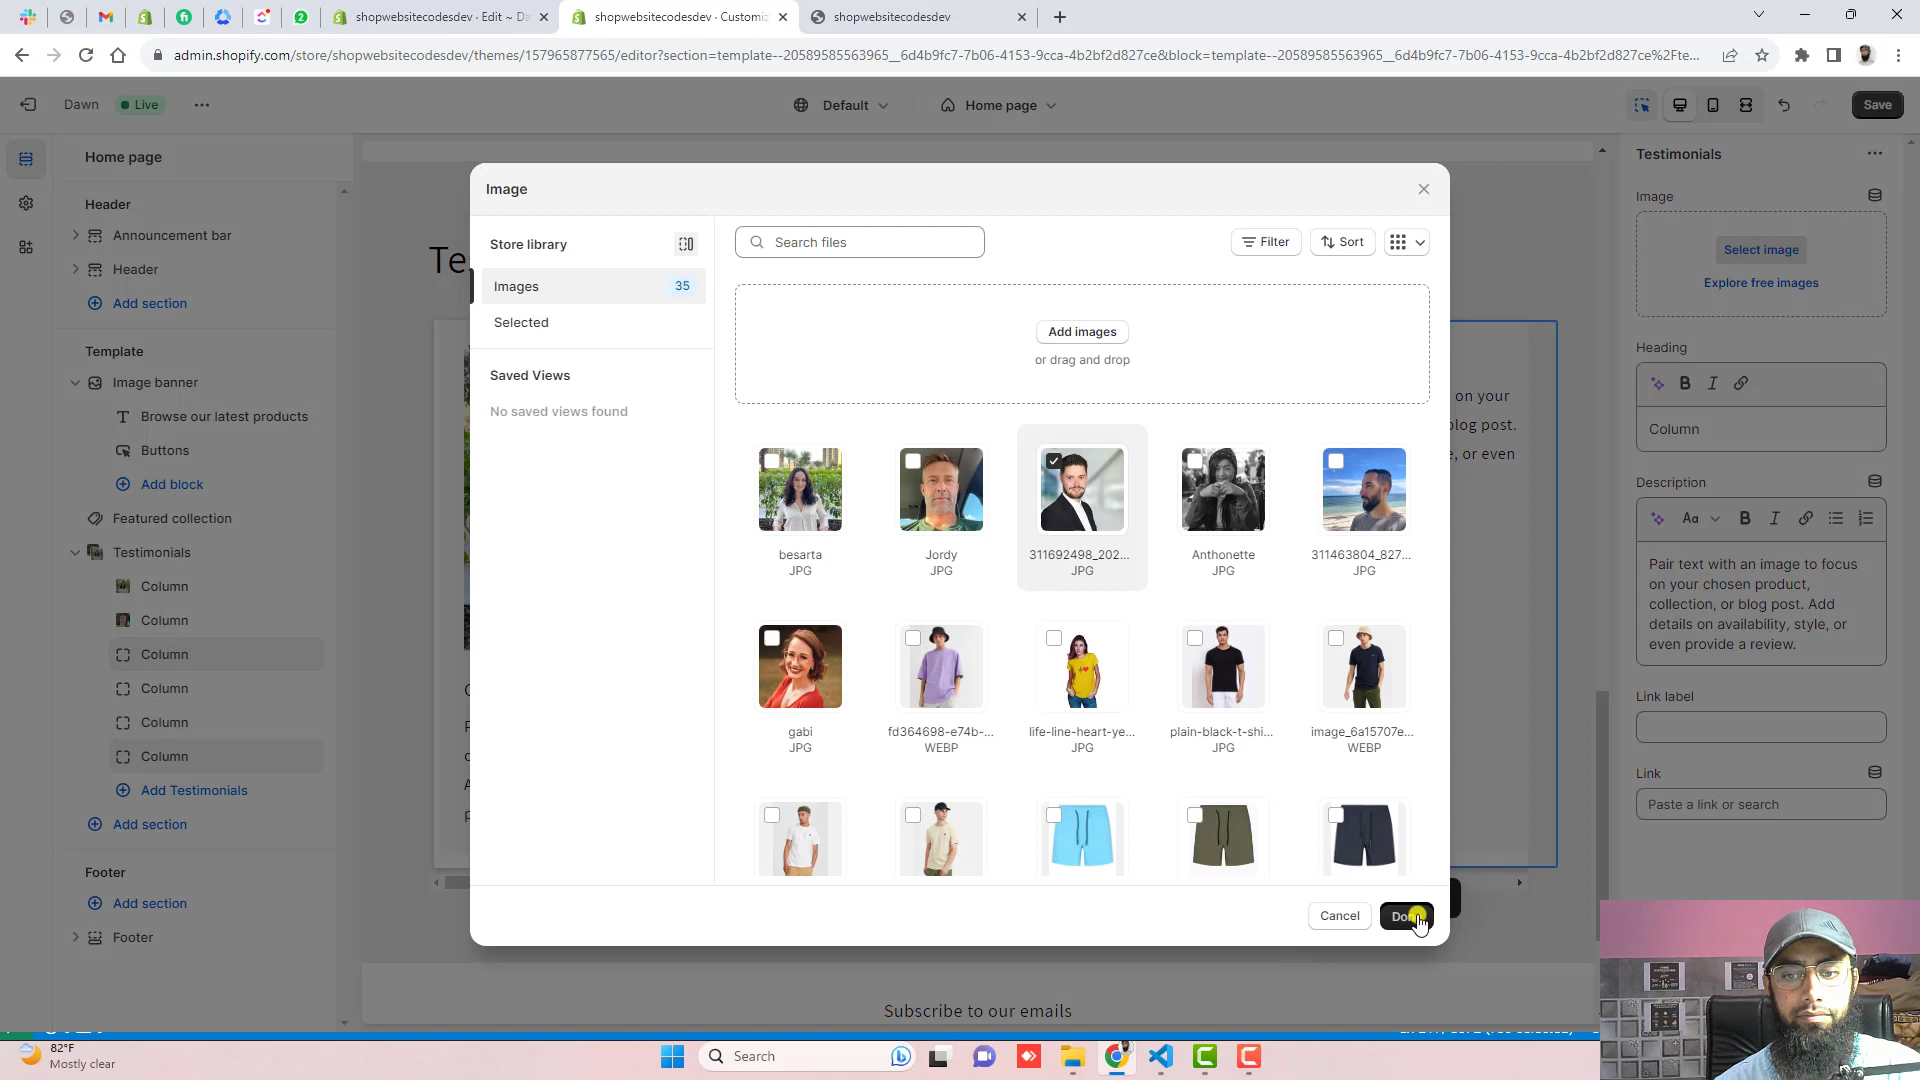 shopwebsitecodesdev · Edit ~ Da
shopwebsitecodesdev · Customiz
shopwebsitecodesdev
admin.shopify.com/store/shopwebsitecodesdev/themes/157965877565/editor?section=template--20589585563965__6d4b9fc7-7b06-4153-9cca-4b2bf2d827ce&block=template--20589585563965__6d4b9fc7-7b06-4153-9cca-4b2bf2d827ce%2Fte...
Dawn
Live
Default
Home page
Save
Home page
Header
Announcement bar
Header
Add section
Template
Image banner
Browse our latest products
Buttons
Add block
Featured collection
Testimonials
Column
Column
Column
Column
Column
Column
Add Testimonials
Add section
Footer
Add section
Footer
Te
Image
Store library
Images
35
Selected
Saved Views
No saved views found
Search files
Filter
Sort
Add images
or drag and drop
besarta
JPG
Jordy
JPG
311692498_202...
JPG
Anthonette
JPG
311463804_827...
JPG
gabi
JPG
fd364698-e74b-...
WEBP
life-line-heart-ye...
JPG
plain-black-t-shi...
JPG
image_6a15707e...
WEBP
Cancel
on your
blog post.
e, or even
Subscribe to our emails
Testimonials
Image
Select image
Explore free images
Heading
Column
Description
Aa
Pair text with an image to focus
on your chosen product,
collection, or blog post. Add
details on availability, style, or
even provide a review.
Link label
Link
Paste a link or search
82°F
Mostly clear
Search